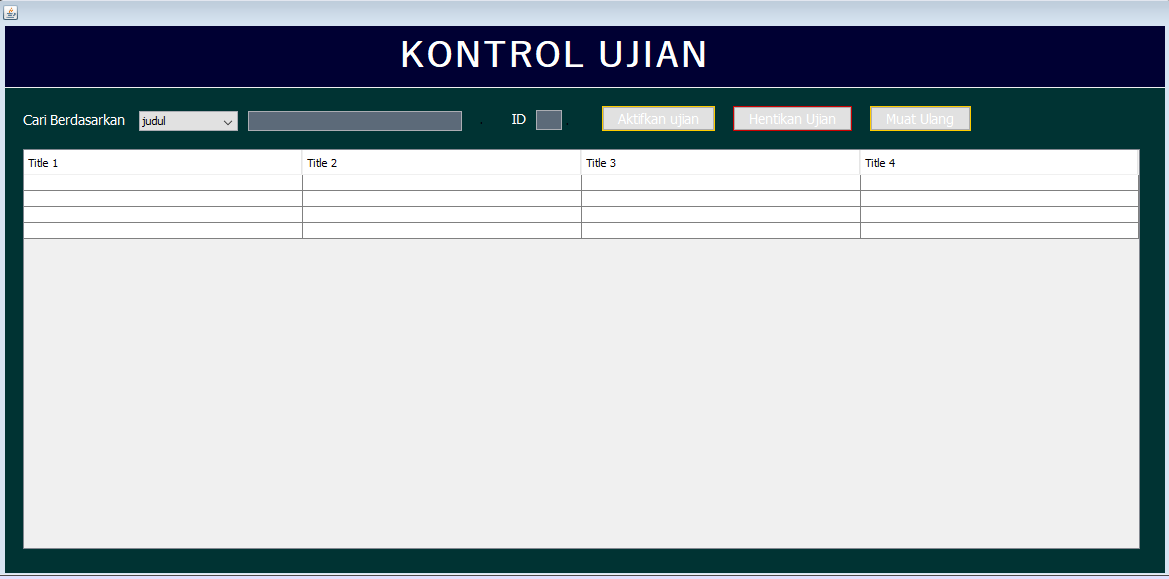 KONTROL UJIAN
Cari Berdasarkan judul . ID . Aktifkan ujian Hentikan Ujian Muat Ulang
Title 1 Title 2 Title 3 Title 4